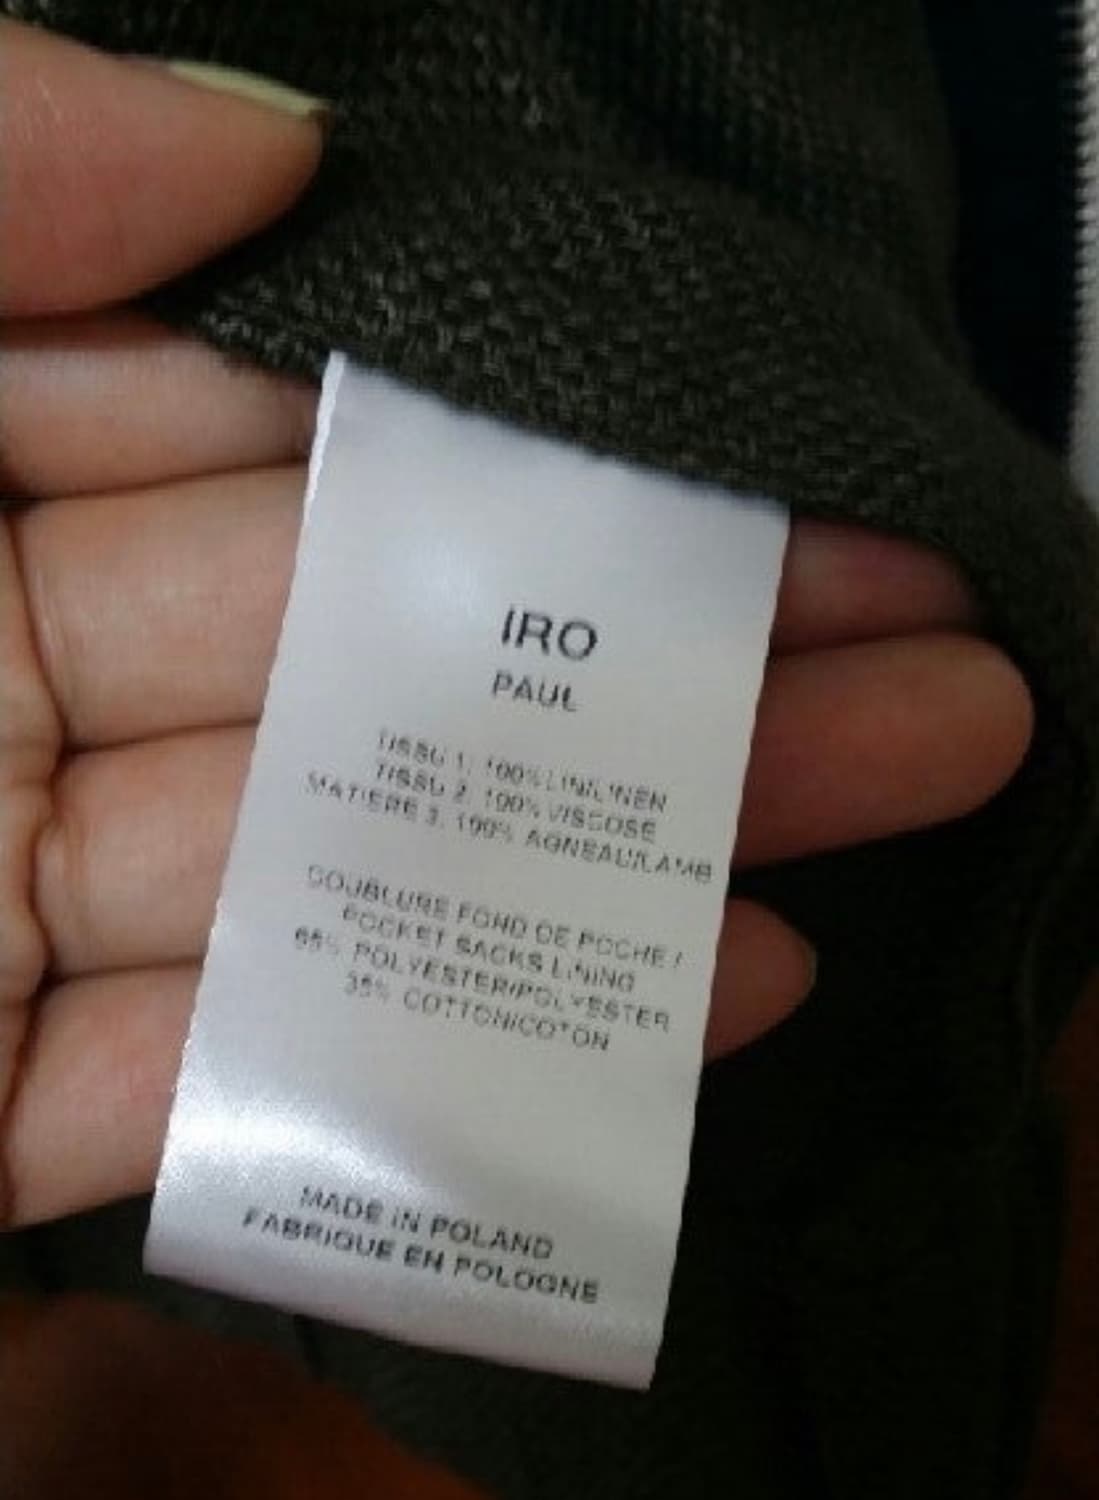 IRO
PAUL
TISSU 1. 100% LIN/LINEN
TISSU 2. 100% VISCOSE
MATIERE 3. 100% AGNEAU/LAMB
DOUBLURE FOND DE POCHE /
POCKET SACKS LINING
65% POLYESTER/POLYESTER
35% COTTON/COTON
MADE IN POLAND
FABRIQUE EN POLOGNE